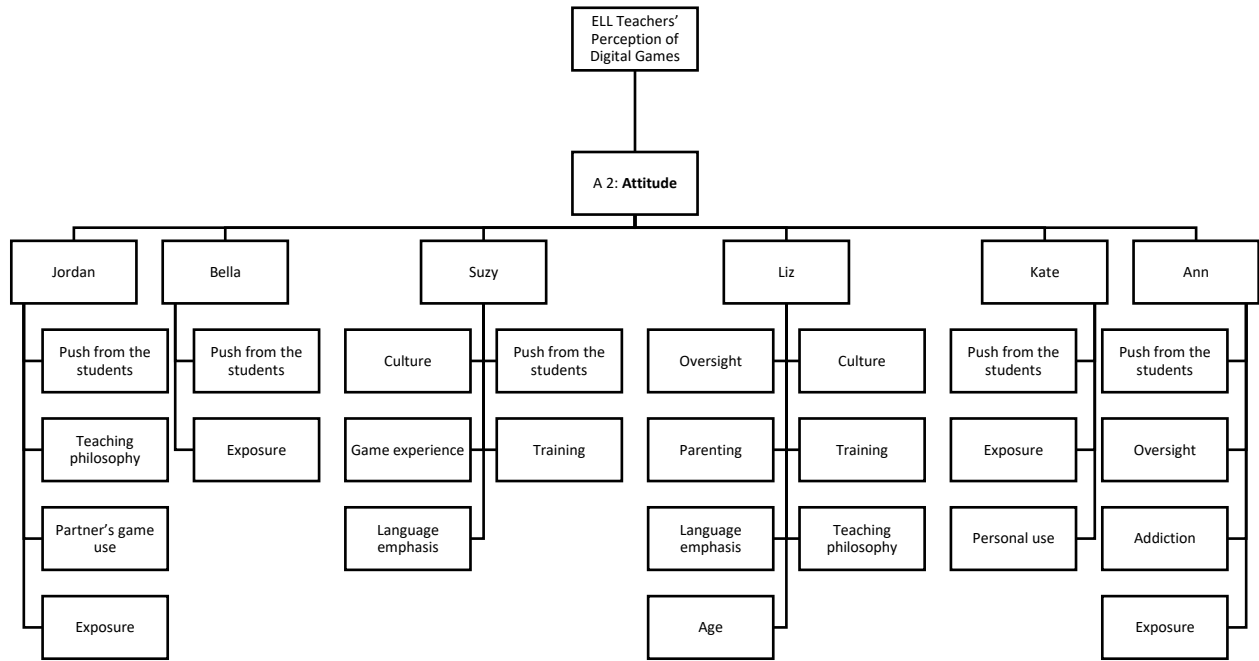 ELL Teachers’
Perception of
Digital Games
A 2: Attitude
Jordan
Bella
Suzy
Liz
Kate
Ann
Push from the
students
Teaching
philosophy
Partner’s game
use
Exposure
Push from the
students
Exposure
Culture
Push from the
students
Game experience
Training
Language
emphasis
Oversight
Culture
Parenting
Training
Language
emphasis
Teaching
philosophy
Age
Push from the
students
Exposure
Personal use
Push from the
students
Oversight
Addiction
Exposure